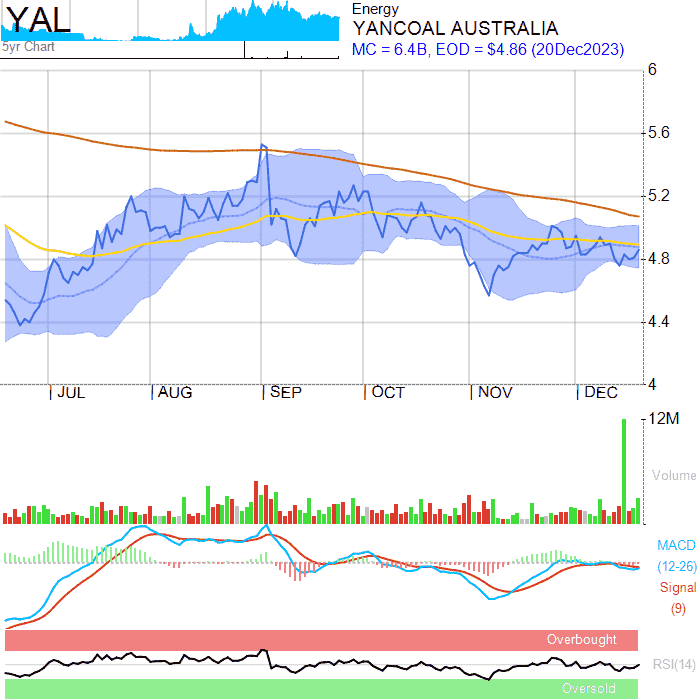 YAL
5yr Chart
Energy
YANCOAL AUSTRALIA
MC = 6.4B, EOD = $4.86 (20Dec2023)
6
5.6
5.2
4.8
4.4
4
JUL AUG SEP OCT NOV DEC
12M
Volume
MACD
(12-26)
Signal
(9)
Overbought
RSI(14)
Oversold